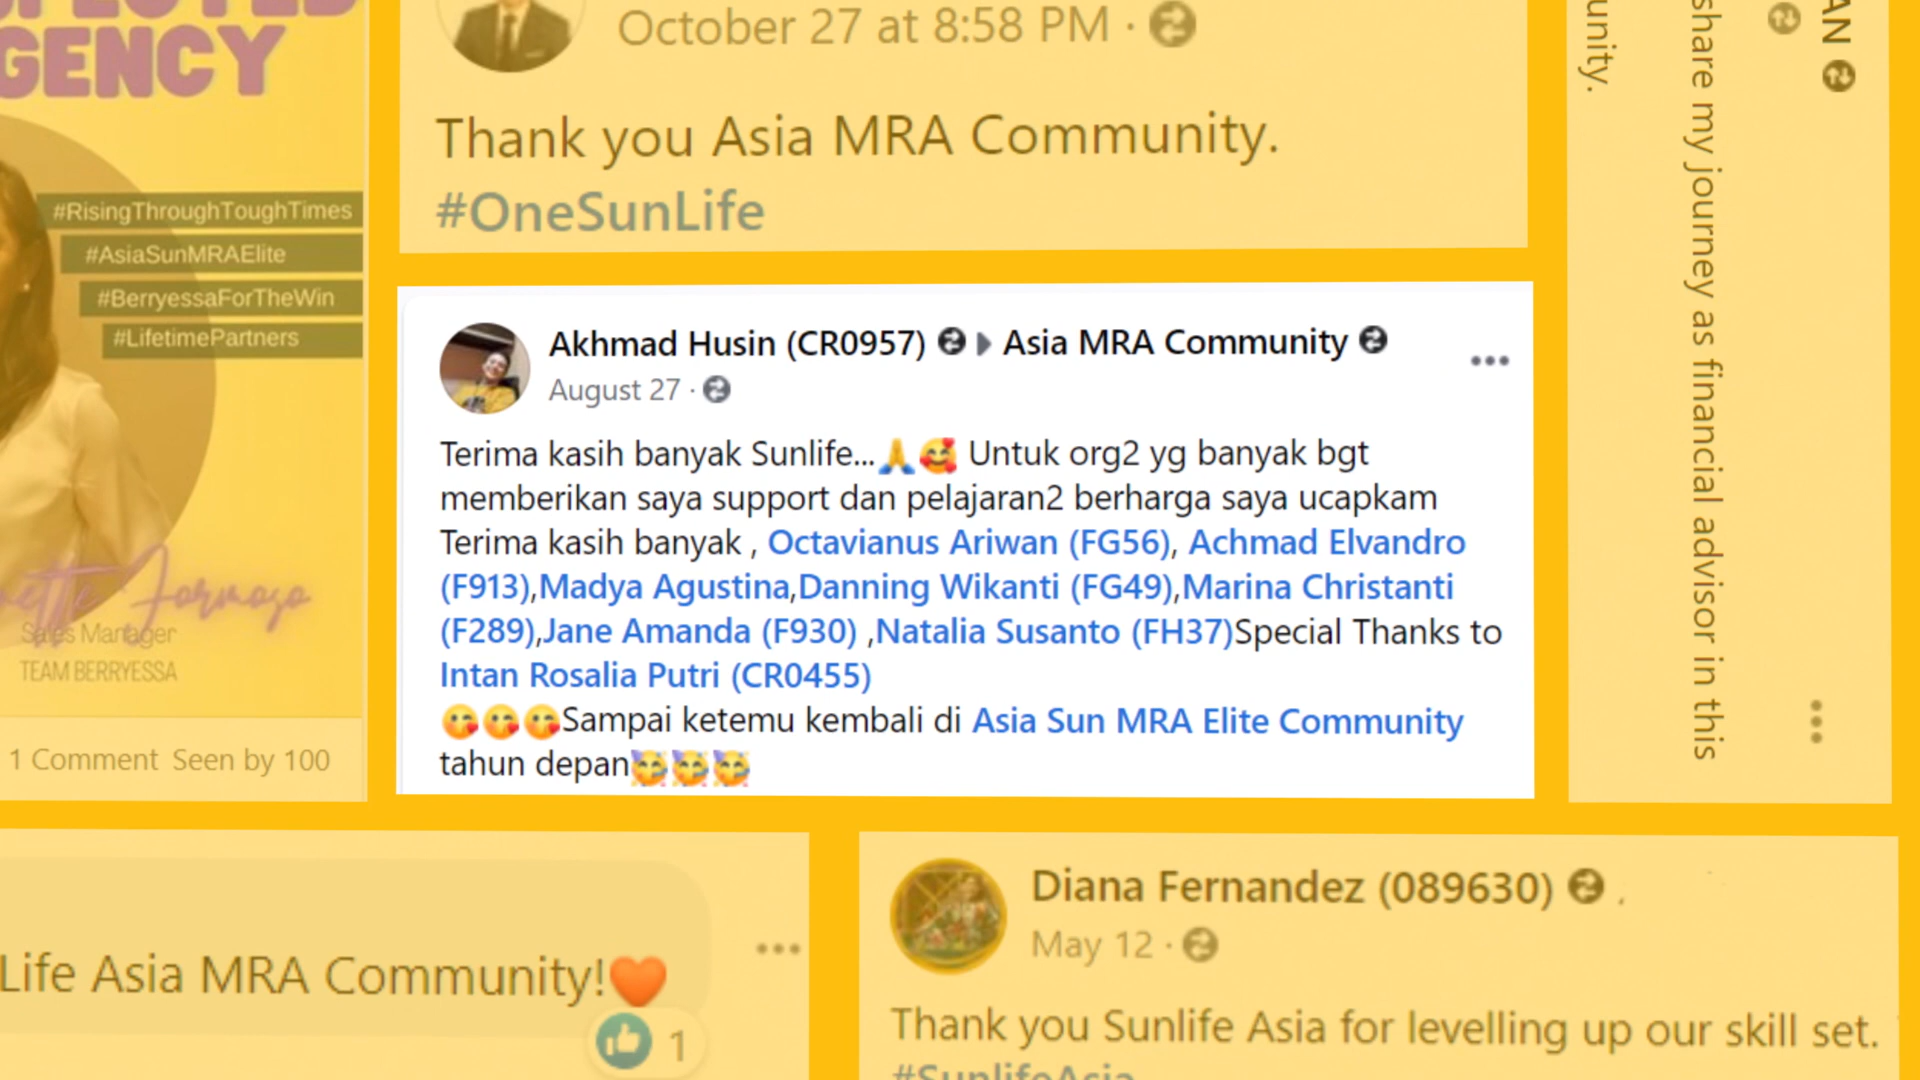 GENCY
#RisingThroughToughTimes
#AsiaSunMRAElite
#BerryessaForTheWin
#LifetimePartners
Sales Manager
TEAM BERRYESSA
1 Comment Seen by 100
October 27 at 8:58 PM ·
Thank you Asia MRA Community.
#OneSunLife
Akhmad Husin (CR0957) Asia MRA Community
August 27 ·
Terima kasih banyak Sunlife...🙏🥰 Untuk org2 yg banyak bgt
memberikan saya support dan pelajaran2 berharga saya ucapkam
Terima kasih banyak , Octavianus Ariwan (FG56), Achmad Elvandro
(F913),Madya Agustina,Danning Wikanti (FG49),Marina Christanti
(F289),Jane Amanda (F930) ,Natalia Susanto (FH37)Special Thanks to
Intan Rosalia Putri (CR0455)
😘😘😘Sampai ketemu kembali di Asia Sun MRA Elite Community
tahun depan🥳🥳🥳
AN
share my journey as financial advisor in this
unity.
Life Asia MRA Community!❤️
1
Diana Fernandez (089630)
May 12 ·
Thank you Sunlife Asia for levelling up our skill set.
#SunlifeAsia